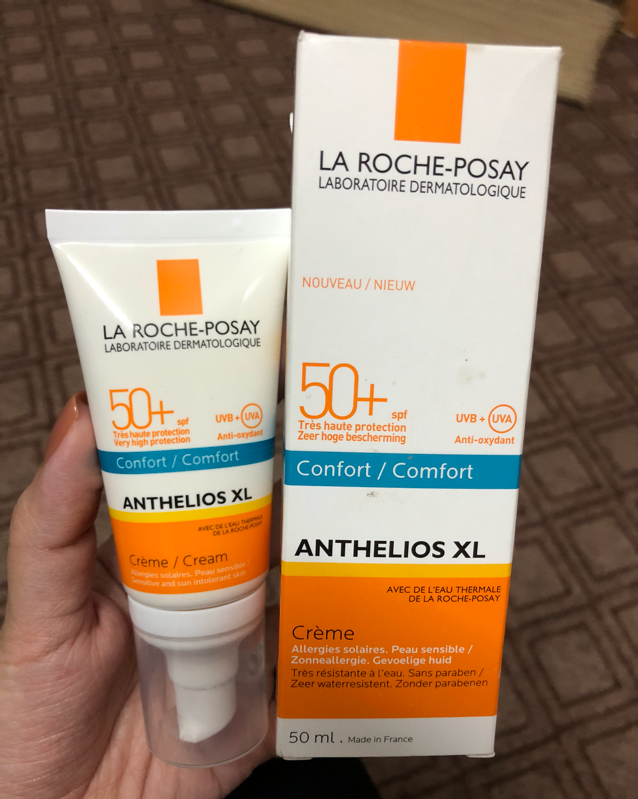 LA ROCHE-POSAY
LABORATOIRE DERMATOLOGIQUE
50+ spf
Très haute protection
Very high protection
UVB + UVA
Anti-oxydant
Confort / Comfort
ANTHELIOS XL
AVEC DE L'EAU THERMALE
DE LA ROCHE-POSAY
Crème / Cream
Allergies solaires. Peau sensible /
Sensitive and sun intolerant skin
LA ROCHE-POSAY
LABORATOIRE DERMATOLOGIQUE
NOUVEAU / NIEUW
50+ spf
Très haute protection
Zeer hoge bescherming
UVB + UVA
Anti-oxydant
Confort / Comfort
ANTHELIOS XL
AVEC DE L'EAU THERMALE
DE LA ROCHE-POSAY
Crème
Allergies solaires. Peau sensible /
Zonneallergie. Gevoelige huid
Très résistante à l'eau. Sans paraben /
Zeer waterresistent. Zonder parabenen
50 ml . Made in France